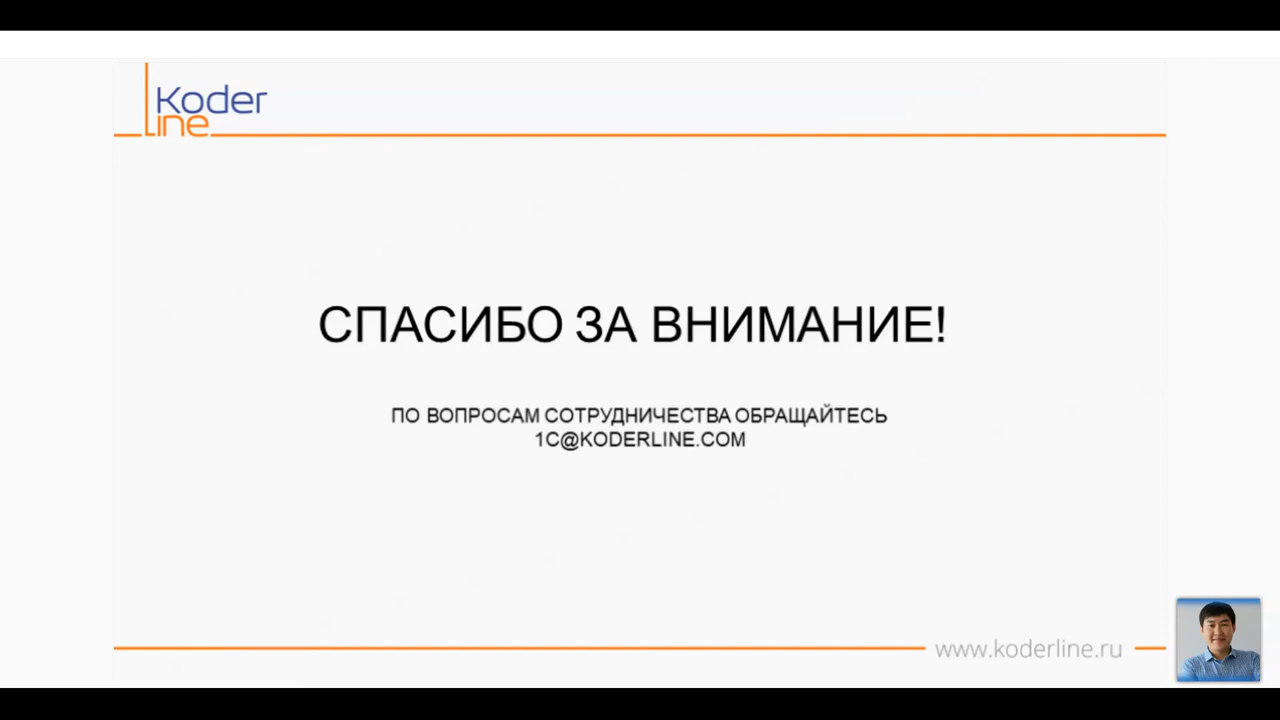 Koder
Line
СПАСИБО ЗА ВНИМАНИЕ!
ПО ВОПРОСАМ СОТРУДНИЧЕСТВА ОБРАЩАЙТЕСЬ
1C@KODERLINE.COM
www.koderline.ru